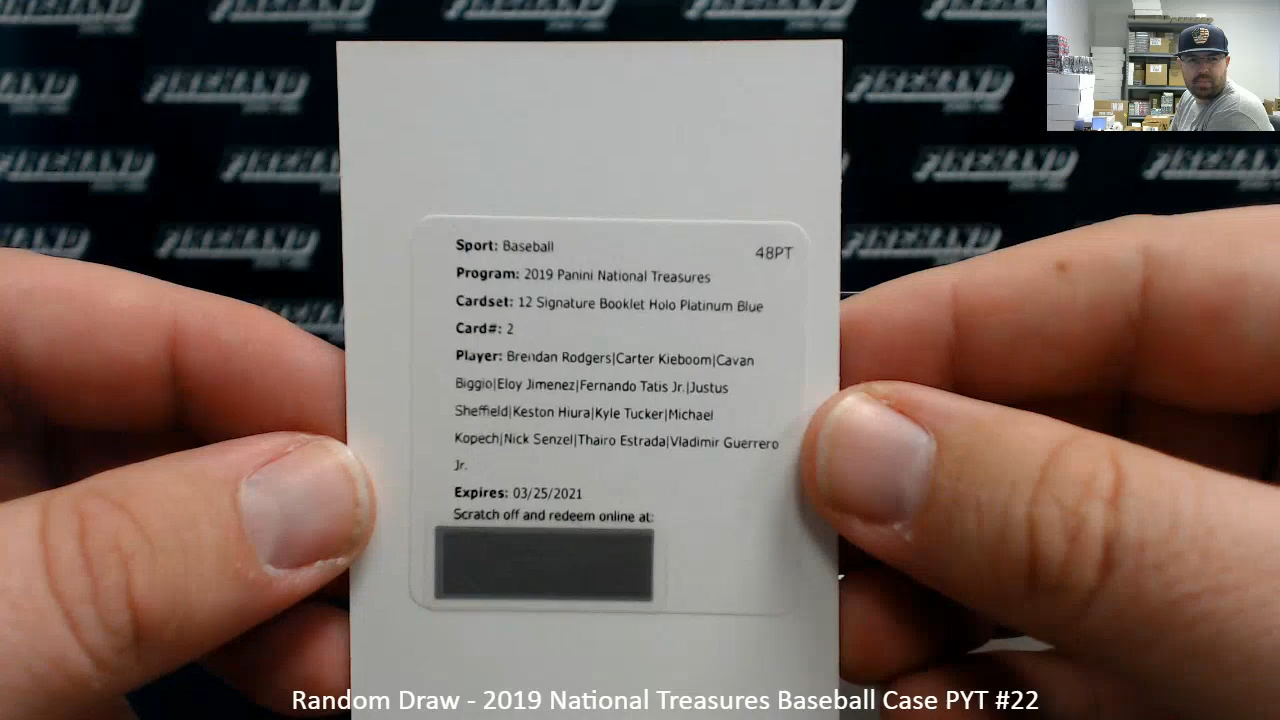 FIREHAND
Sport: Baseball
48PT
Program: 2019 Panini National Treasures
Cardset: 12 Signature Booklet Holo Platinum Blue
Card#: 2
Player: Brendan Rodgers|Carter Kieboom|Cavan
Biggio|Eloy Jimenez|Fernando Tatis Jr.|Justus
Sheffield|Keston Hiura|Kyle Tucker|Michael
Kopech|Nick Senzel|Thairo Estrada|Vladimir Guerrero
Jr.
Expires: 03/25/2021
Scratch off and redeem online at:
Random Draw - 2019 National Treasures Baseball Case PYT #22